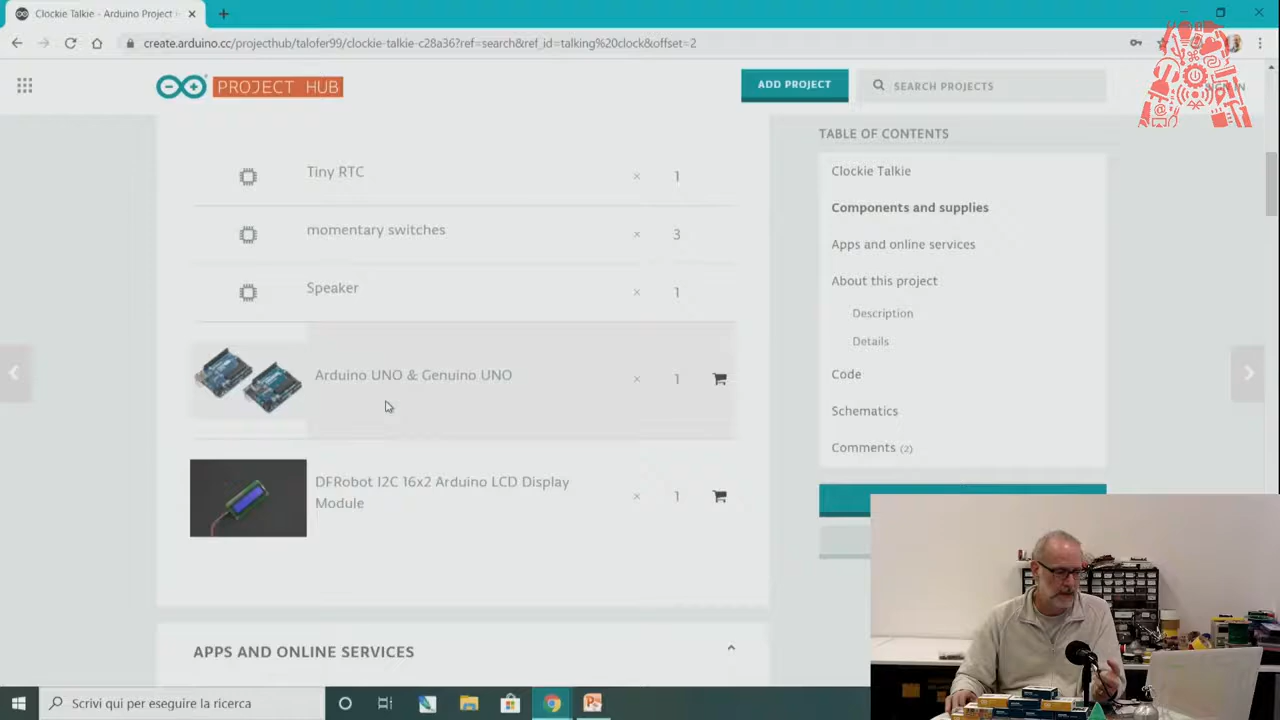 Clockie Talkie - Arduino Project
create.arduino.cc/projecthub/talofer99/clockie-talkie-c28a36?ref=search&ref_id=talking%20clock&offset=2
PROJECT HUB
ADD PROJECT
SEARCH PROJECTS
Tiny RTC × 1
momentary switches × 3
Speaker × 1
Arduino UNO & Genuino UNO × 1
DFRobot I2C 16x2 Arduino LCD Display
Module × 1
APPS AND ONLINE SERVICES
TABLE OF CONTENTS
Clockie Talkie
Components and supplies
Apps and online services
About this project
Description
Details
Code
Schematics
Comments (2)
Scrivi qui per eseguire la ricerca